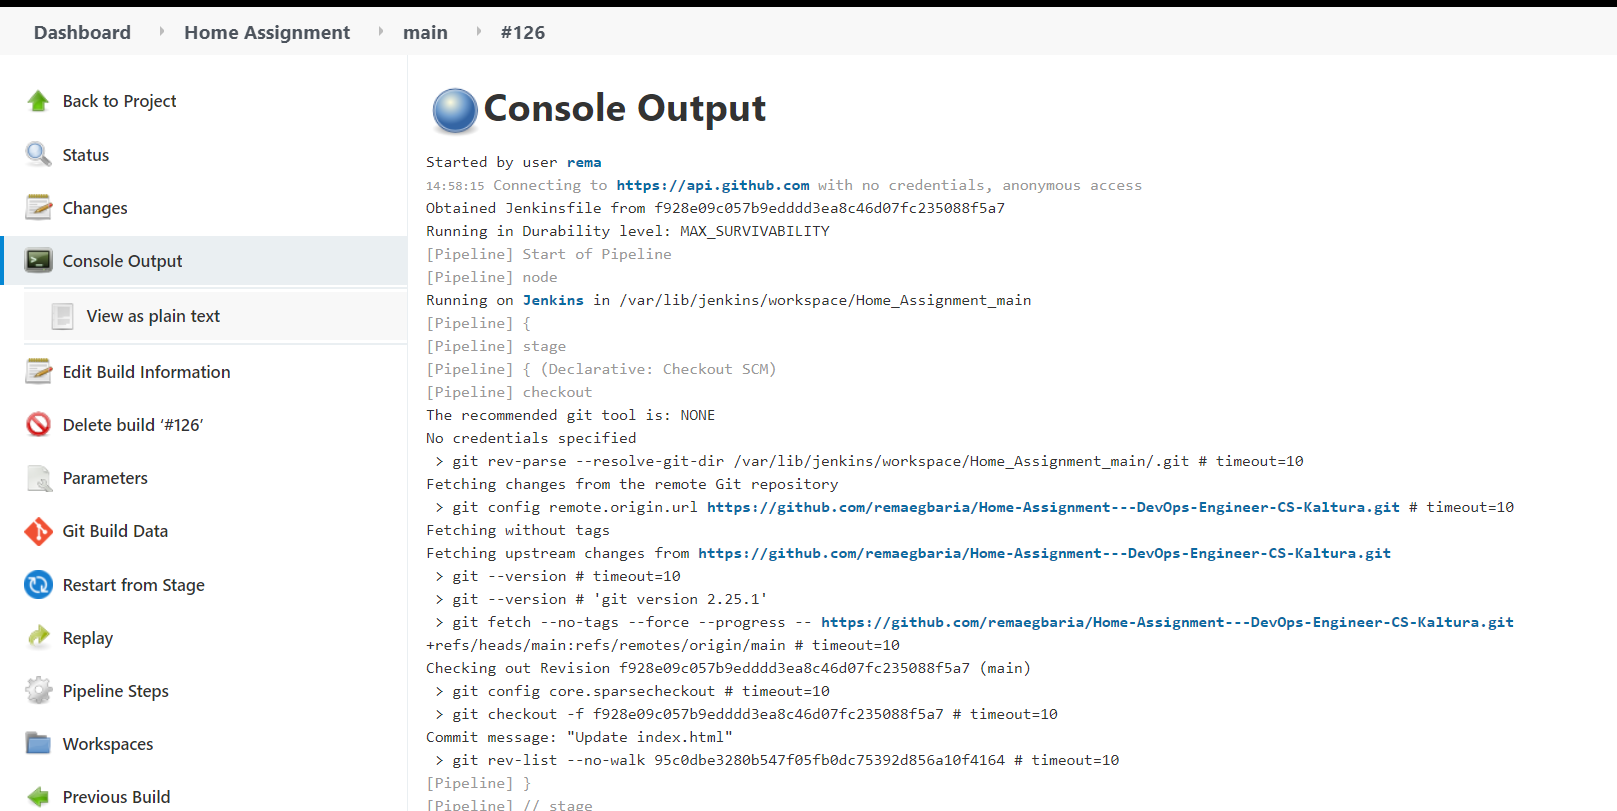 Dashboard Home Assignment main #126
Back to Project
Status
Changes
Console Output
View as plain text
Edit Build Information
Delete build ‘#126’
Parameters
Git Build Data
Restart from Stage
Replay
Pipeline Steps
Workspaces
Previous Build
Console Output
Started by user rema
14:58:15 Connecting to https://api.github.com with no credentials, anonymous access
Obtained Jenkinsfile from f928e09c057b9edddd3ea8c46d07fc235088f5a7
Running in Durability level: MAX_SURVIVABILITY
[Pipeline] Start of Pipeline
[Pipeline] node
Running on Jenkins in /var/lib/jenkins/workspace/Home_Assignment_main
[Pipeline] {
[Pipeline] stage
[Pipeline] { (Declarative: Checkout SCM)
[Pipeline] checkout
The recommended git tool is: NONE
No credentials specified
> git rev-parse --resolve-git-dir /var/lib/jenkins/workspace/Home_Assignment_main/.git # timeout=10
Fetching changes from the remote Git repository
> git config remote.origin.url https://github.com/remaegbaria/Home-Assignment---DevOps-Engineer-CS-Kaltura.git # timeout=10
Fetching without tags
Fetching upstream changes from https://github.com/remaegbaria/Home-Assignment---DevOps-Engineer-CS-Kaltura.git
> git --version # timeout=10
> git --version # 'git version 2.25.1'
> git fetch --no-tags --force --progress -- https://github.com/remaegbaria/Home-Assignment---DevOps-Engineer-CS-Kaltura.git
+refs/heads/main:refs/remotes/origin/main # timeout=10
Checking out Revision f928e09c057b9edddd3ea8c46d07fc235088f5a7 (main)
> git config core.sparsecheckout # timeout=10
> git checkout -f f928e09c057b9edddd3ea8c46d07fc235088f5a7 # timeout=10
Commit message: "Update index.html"
> git rev-list --no-walk 95c0dbe3280b547f05fb0dc75392d856a10f4164 # timeout=10
[Pipeline] }
[Pipeline] // stage